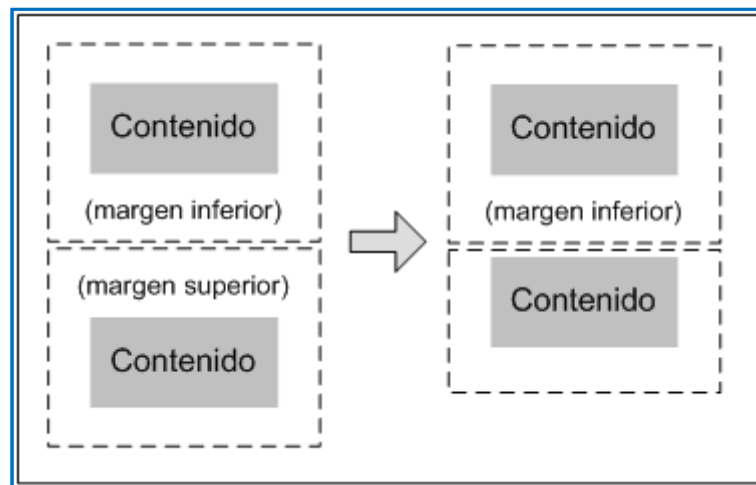 Contenido
(margen inferior)
(margen superior)
Contenido
Contenido
(margen inferior)
Contenido